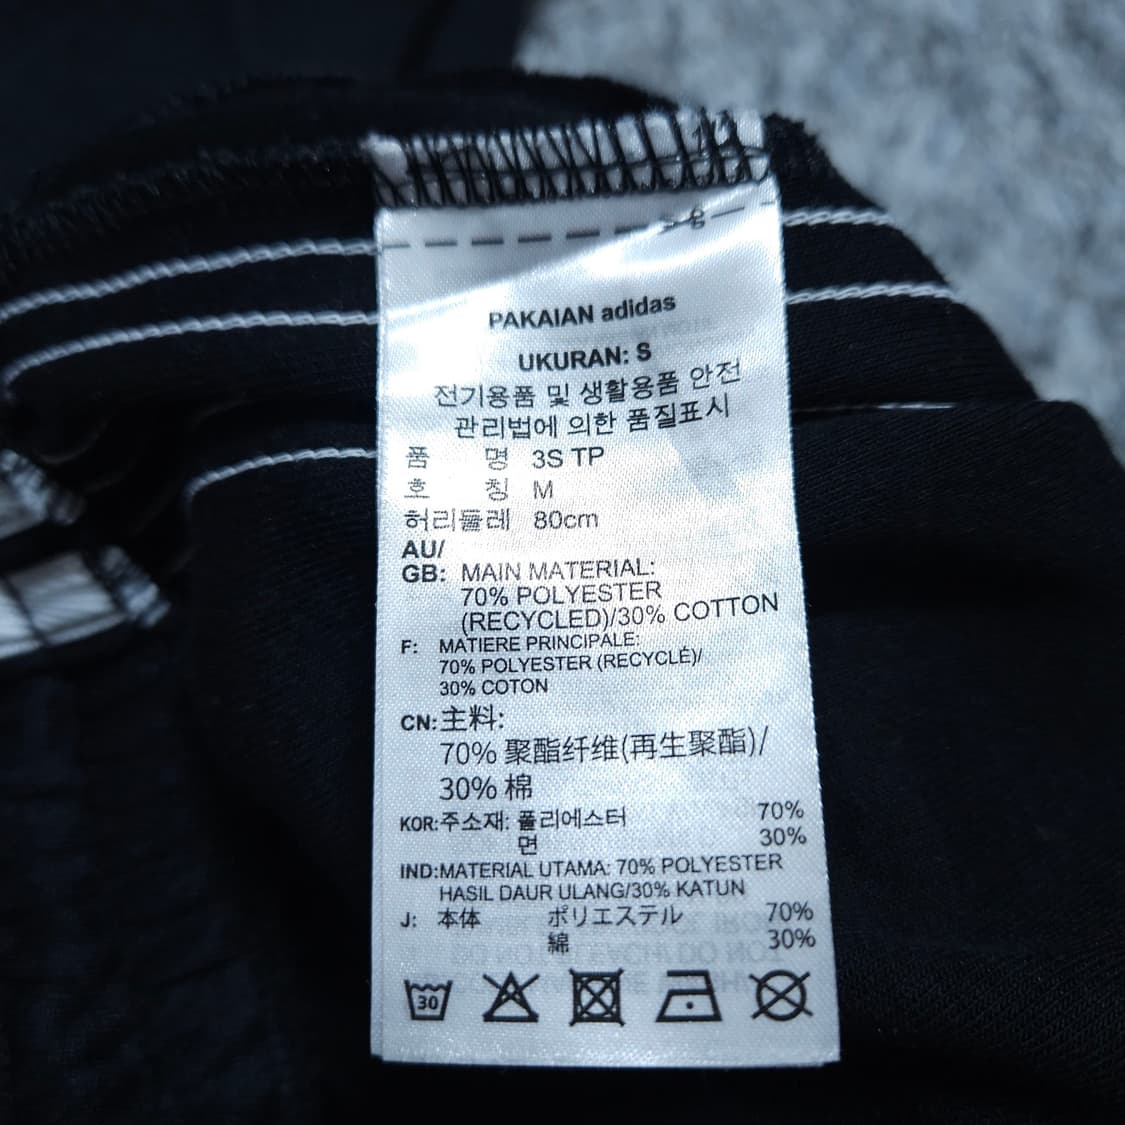 PAKAIAN adidas
UKURAN: S
전기용품 및 생활용품 안전
관리법에 의한 품질표시
품 명 3S TP
호 칭 M
허리둘레 80cm
AU/
GB: MAIN MATERIAL:
70% POLYESTER
(RECYCLED)/30% COTTON
F: MATIERE PRINCIPALE:
70% POLYESTER (RECYCLÉ)/
30% COTON
CN:主料:
70% 聚酯纤维(再生聚酯)/
30% 棉
KOR:주소재: 폴리에스터 70%
면 30%
IND:MATERIAL UTAMA: 70% POLYESTER
HASIL DAUR ULANG/30% KATUN
J: 本体 ポリエステル 70%
綿 30%
30